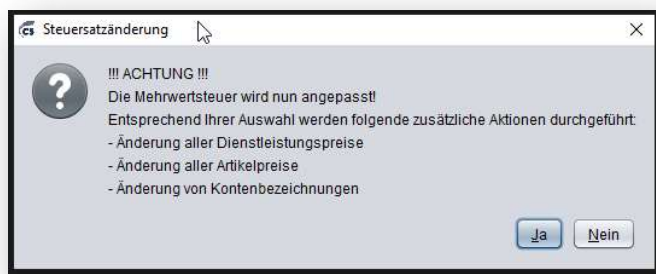 CS Steuersatzänderung
!!! ACHTUNG !!!
Die Mehrwertsteuer wird nun angepasst!
Entsprechend Ihrer Auswahl werden folgende zusätzliche Aktionen durchgeführt:
- Änderung aller Dienstleistungspreise
- Änderung aller Artikelpreise
- Änderung von Kontenbezeichnungen
Ja Nein